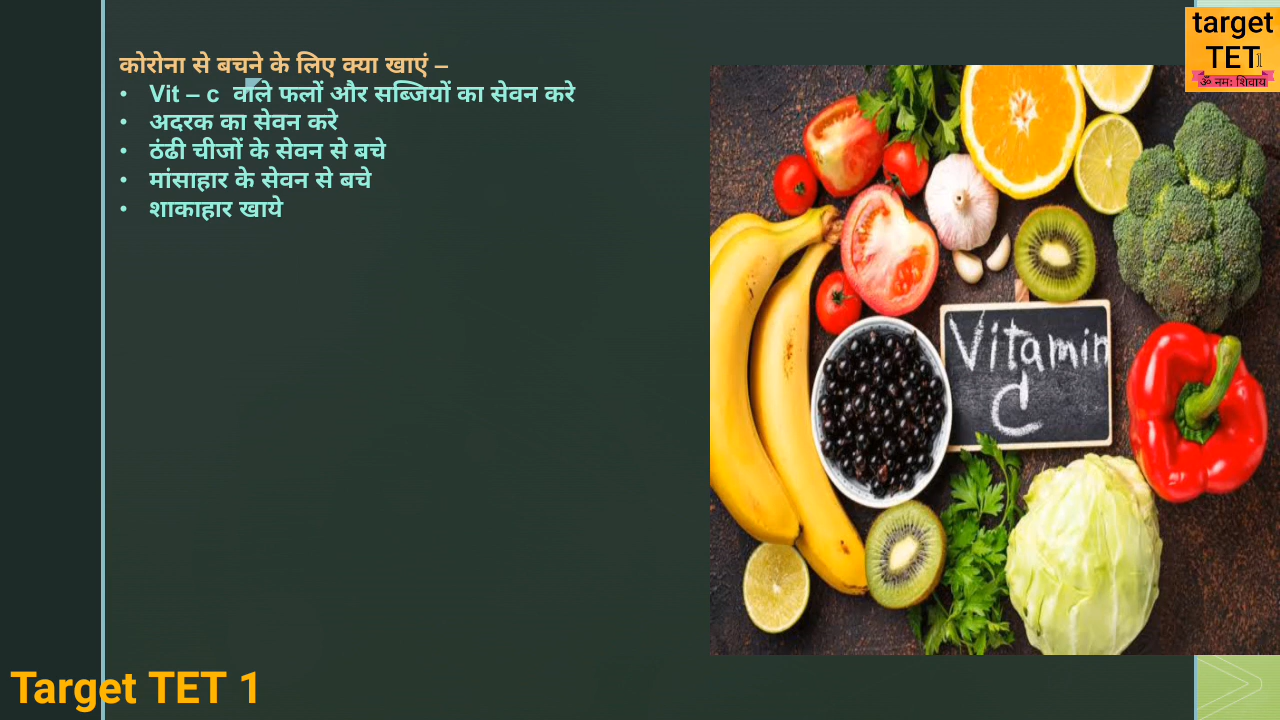 target
TET1
ॐ नमः शिवाय
कोरोना से बचने के लिए क्या खाएं –
• Vit – c वाले फलों और सब्जियों का सेवन करे
• अदरक का सेवन करे
• ठंढी चीजों के सेवन से बचे
• मांसाहार के सेवन से बचे
• शाकाहार खाये
Vitamin
C
Target TET 1